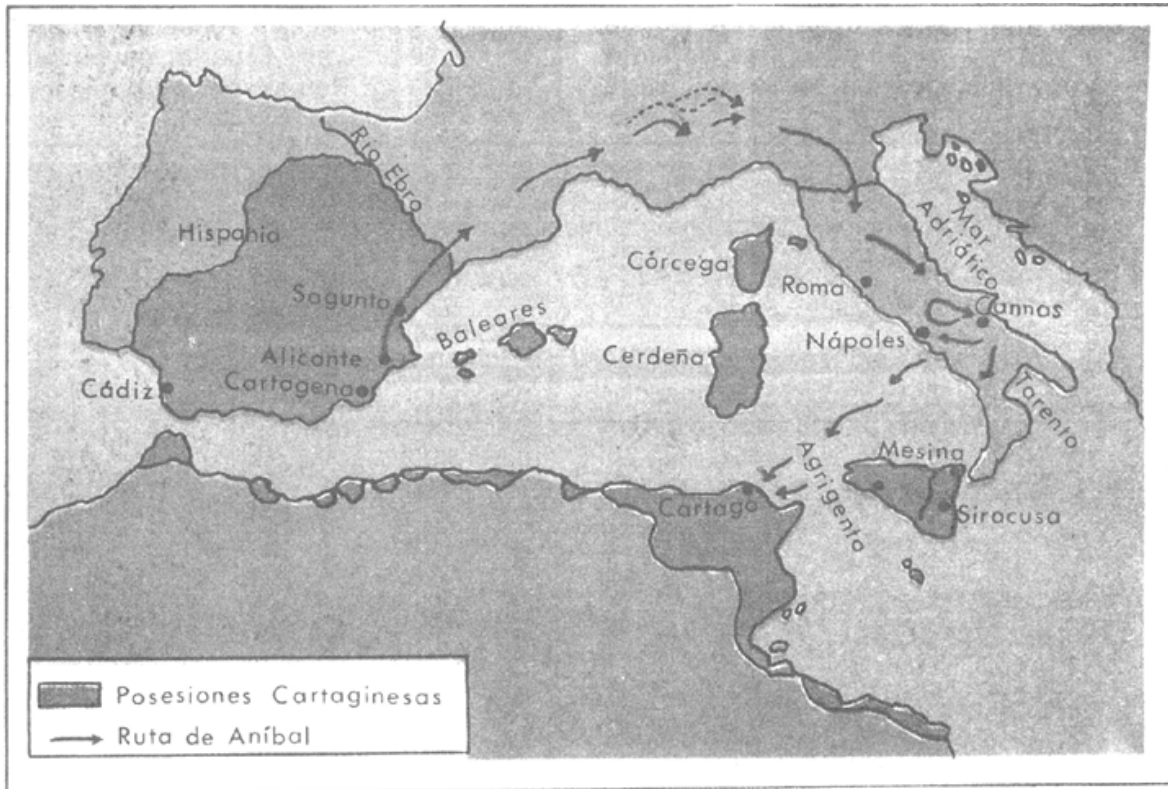 Río Ebro
Hispania
Sagunto
Alicante
Cartagena
Cádiz
Baleares
Córcega
Cerdeña
Roma
Nápoles
Mar
Adriático
Cannas
Tarento
Mesina
Agrigento
Siracusa
Cartago
Posesiones Cartaginesas
Ruta de Aníbal